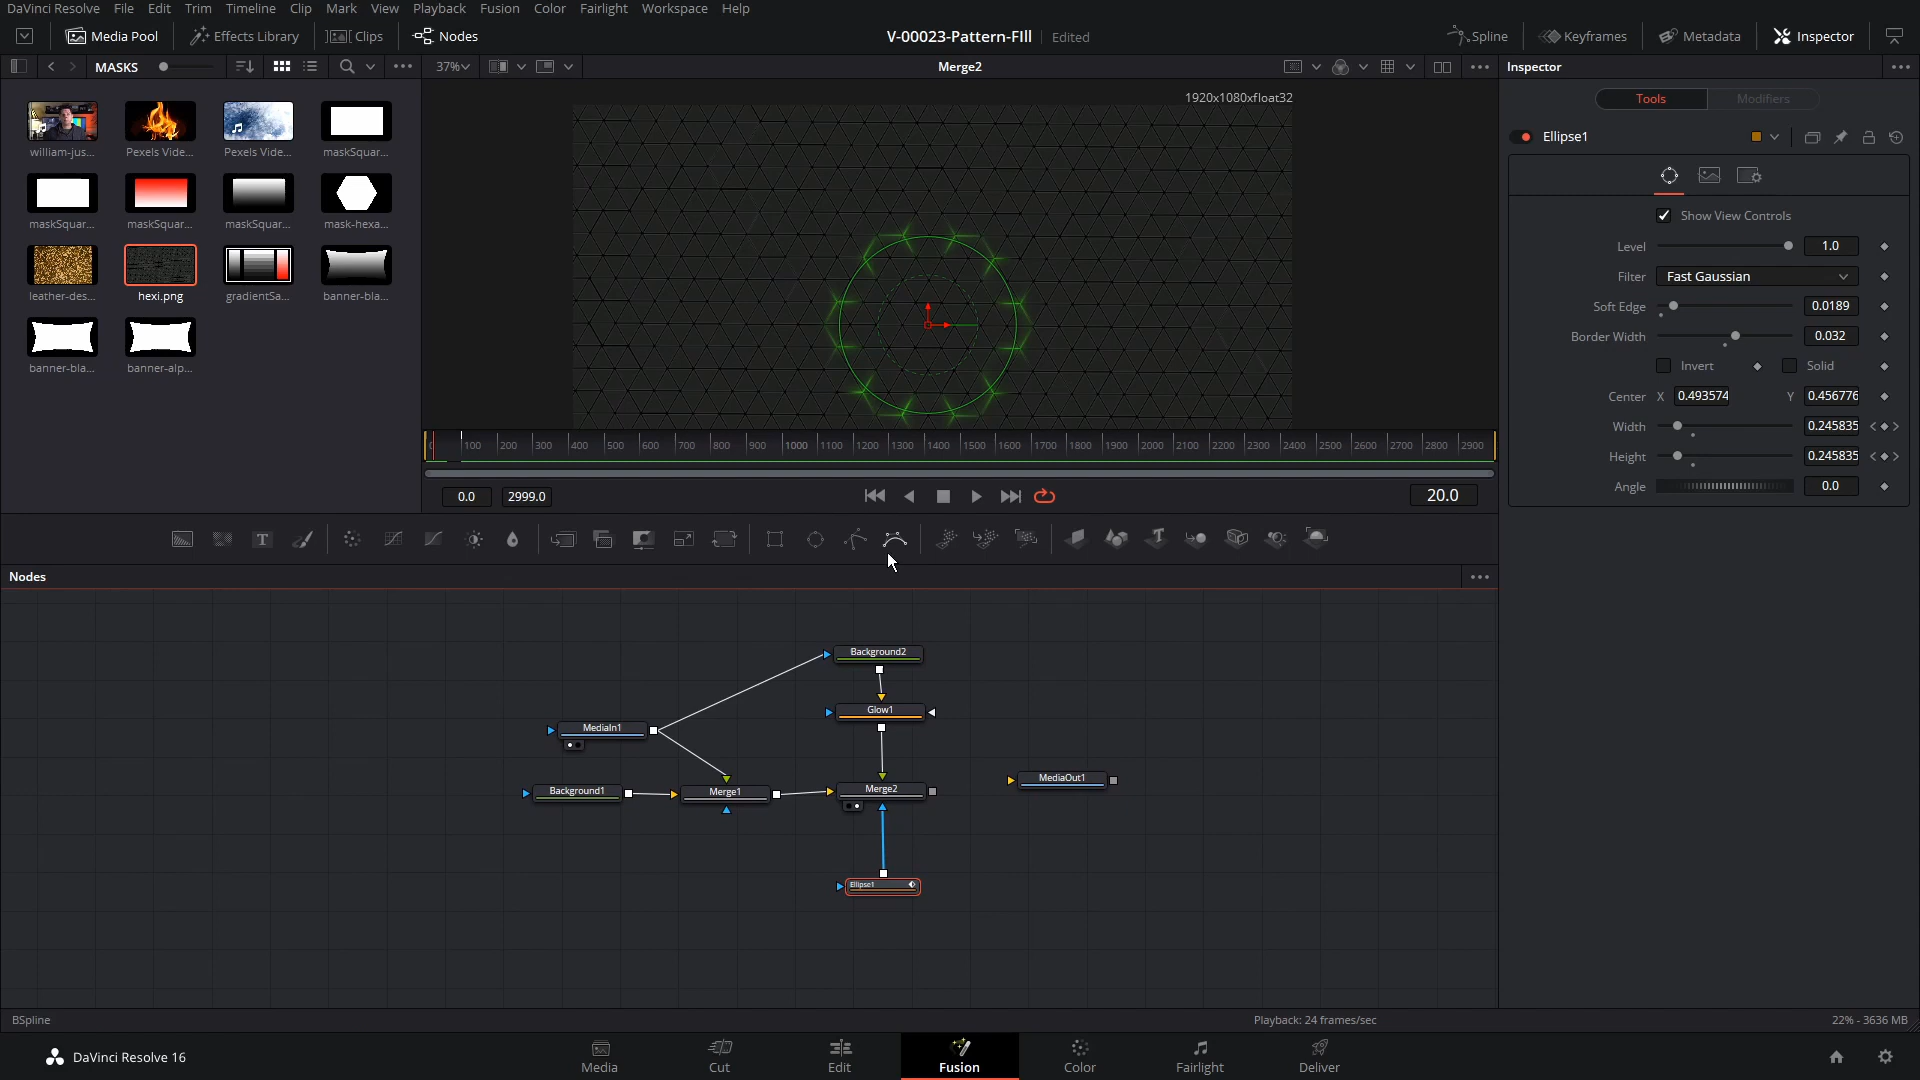 DaVinci Resolve File Edit Trim Timeline Clip Mark View Playback Fusion Color Fairlight Workspace Help
Media Pool Effects Library Clips Nodes V-00023-Pattern-FIll Edited Spline Keyframes Metadata Inspector
MASKS 37% Merge2 Inspector
1920x1080xfloat32
Tools Modifiers
Ellipse1
william-jus... Pexels Vide... Pexels Vide... maskSquar...
maskSquar... maskSquar... maskSquar... mask-hexa...
leather-des... hexi.png gradientSa... banner-bla...
banner-bla... banner-alp...
Show View Controls
Level 1.0
Filter Fast Gaussian
Soft Edge 0.0189
Border Width 0.032
Invert Solid
Center X 0.493574 Y 0.456776
Width 0.245835
Height 0.245835
Angle 0.0
100 200 300 400 500 600 700 800 900 1000 1100 1200 1300 1400 1500 1600 1700 1800 1900 2000 2100 2200 2300 2400 2500 2600 2700 2800 2900
0.0 2999.0 20.0
T T
Nodes
Background2
Glow1
MediaIn1
Background1 Merge1 Merge2 MediaOut1
Ellipse1
BSpline Playback: 24 frames/sec 22% - 3636 MB
DaVinci Resolve 16 Media Cut Edit Fusion Color Fairlight Deliver